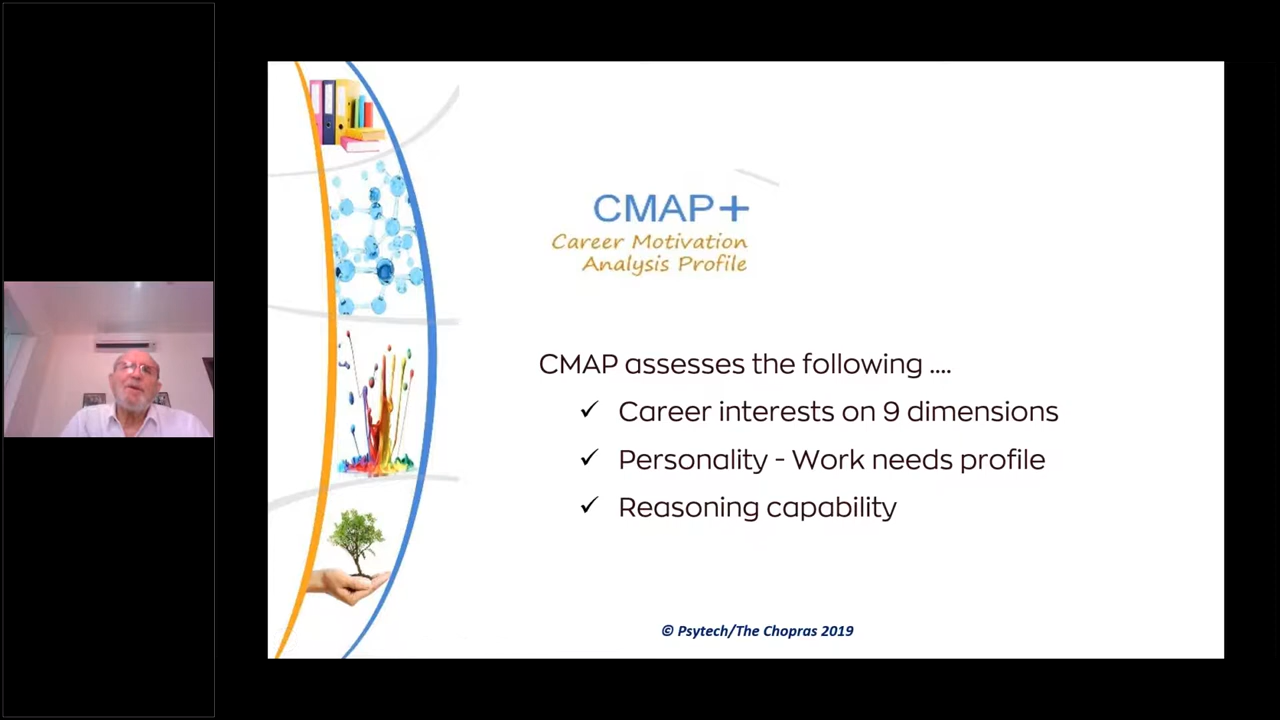 CMAP+
Career Motivation
Analysis Profile
CMAP assesses the following ....
✓ Career interests on 9 dimensions
✓ Personality - Work needs profile
✓ Reasoning capability
© Psytech/The Chopras 2019